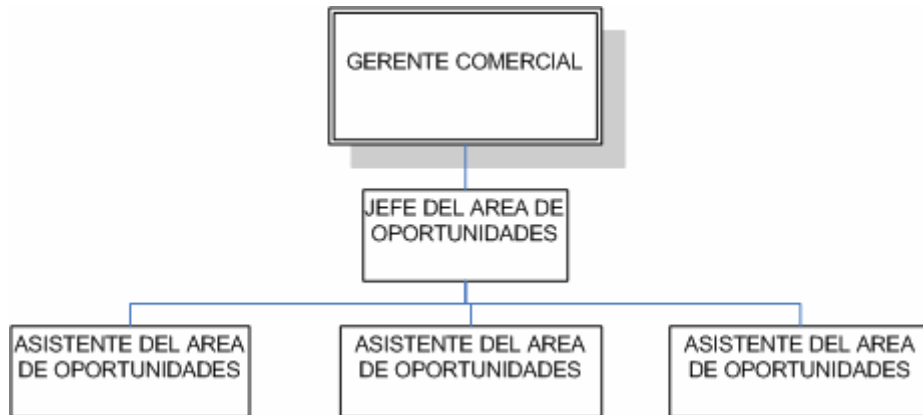 GERENTE COMERCIAL
JEFE DEL AREA DE
OPORTUNIDADES
ASISTENTE DEL AREA
DE OPORTUNIDADES
ASISTENTE DEL AREA
DE OPORTUNIDADES
ASISTENTE DEL AREA
DE OPORTUNIDADES